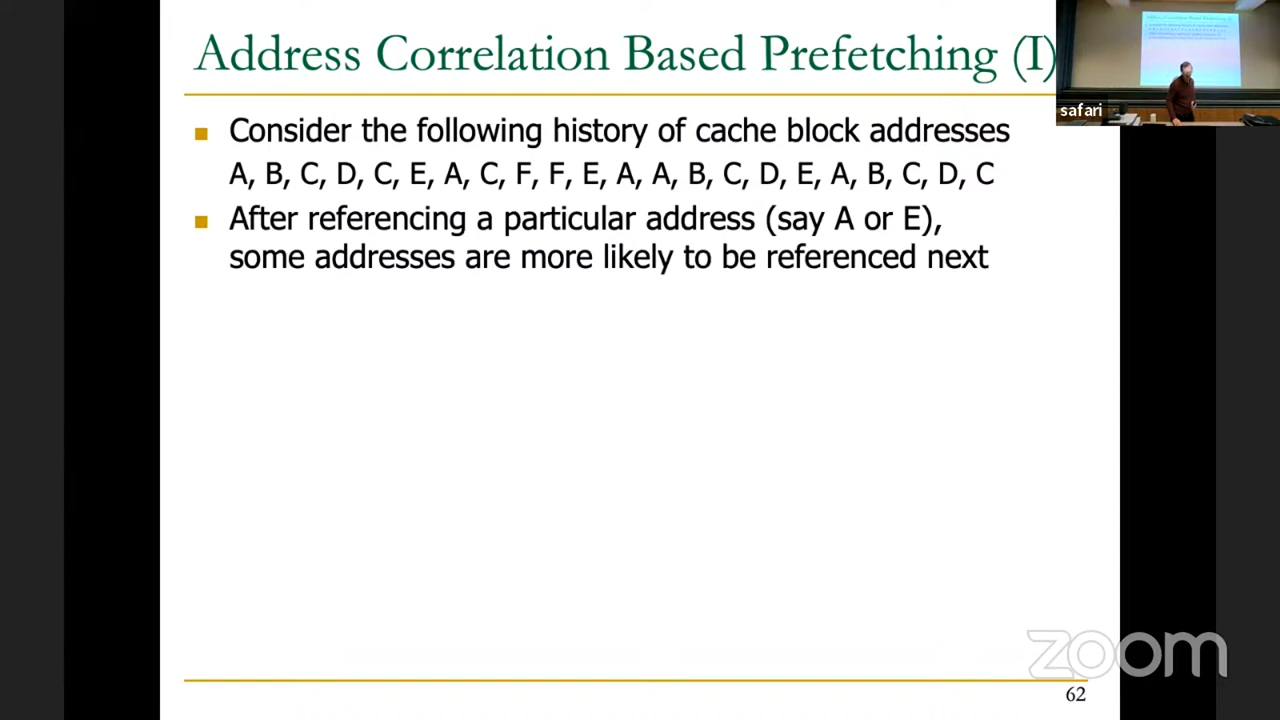 Address Correlation Based Prefetching (I)
Consider the following history of cache block addresses
A, B, C, D, C, E, A, C, F, F, E, A, A, B, C, D, E, A, B, C, D, C
After referencing a particular address (say A or E),
some addresses are more likely to be referenced next
safari
zoom
62